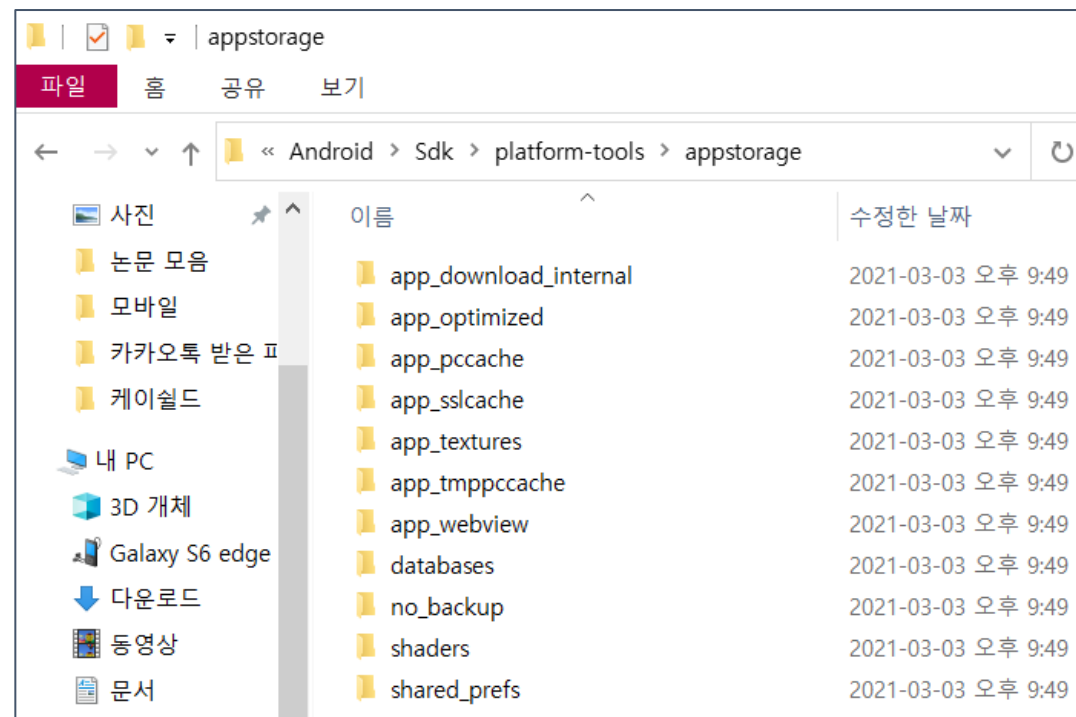 appstorage
파일 홈 공유 보기
« Android > Sdk > platform-tools > appstorage
사진
논문 모음
모바일
카카오톡 받은 파
케이쉴드
내 PC
3D 개체
Galaxy S6 edge
다운로드
동영상
문서
이름 수정한 날짜
app_download_internal 2021-03-03 오후 9:49
app_optimized 2021-03-03 오후 9:49
app_pccache 2021-03-03 오후 9:49
app_sslcache 2021-03-03 오후 9:49
app_textures 2021-03-03 오후 9:49
app_tmppccache 2021-03-03 오후 9:49
app_webview 2021-03-03 오후 9:49
databases 2021-03-03 오후 9:49
no_backup 2021-03-03 오후 9:49
shaders 2021-03-03 오후 9:49
shared_prefs 2021-03-03 오후 9:49